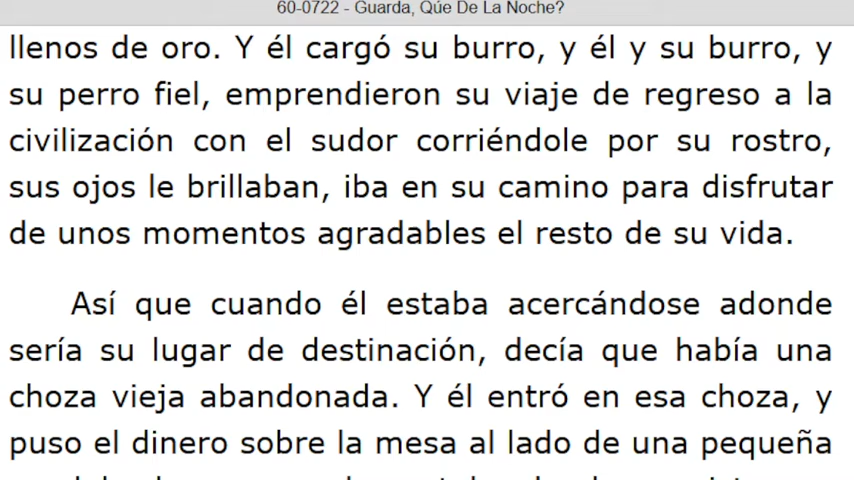 60-0722 - Guarda, Qúe De La Noche?
llenos de oro. Y él cargó su burro, y él y su burro, y
su perro fiel, emprendieron su viaje de regreso a la
civilización con el sudor corriéndole por su rostro,
sus ojos le brillaban, iba en su camino para disfrutar
de unos momentos agradables el resto de su vida.
Así que cuando él estaba acercándose adonde
sería su lugar de destinación, decía que había una
choza vieja abandonada. Y él entró en esa choza, y
puso el dinero sobre la mesa al lado de una pequeña